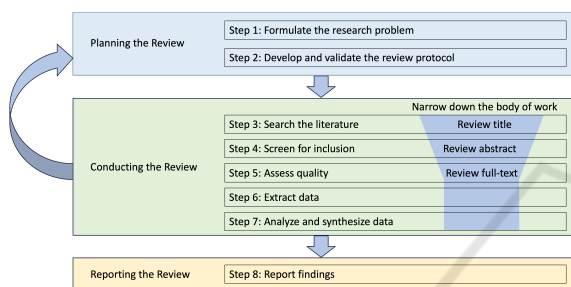 Planning the Review
Step 1: Formulate the research problem
Step 2: Develop and validate the review protocol
Narrow down the body of work
Conducting the Review
Step 3: Search the literature
Review title
Step 4: Screen for inclusion
Review abstract
Step 5: Assess quality
Review full-text
Step 6: Extract data
Step 7: Analyze and synthesize data
Reporting the Review
Step 8: Report findings